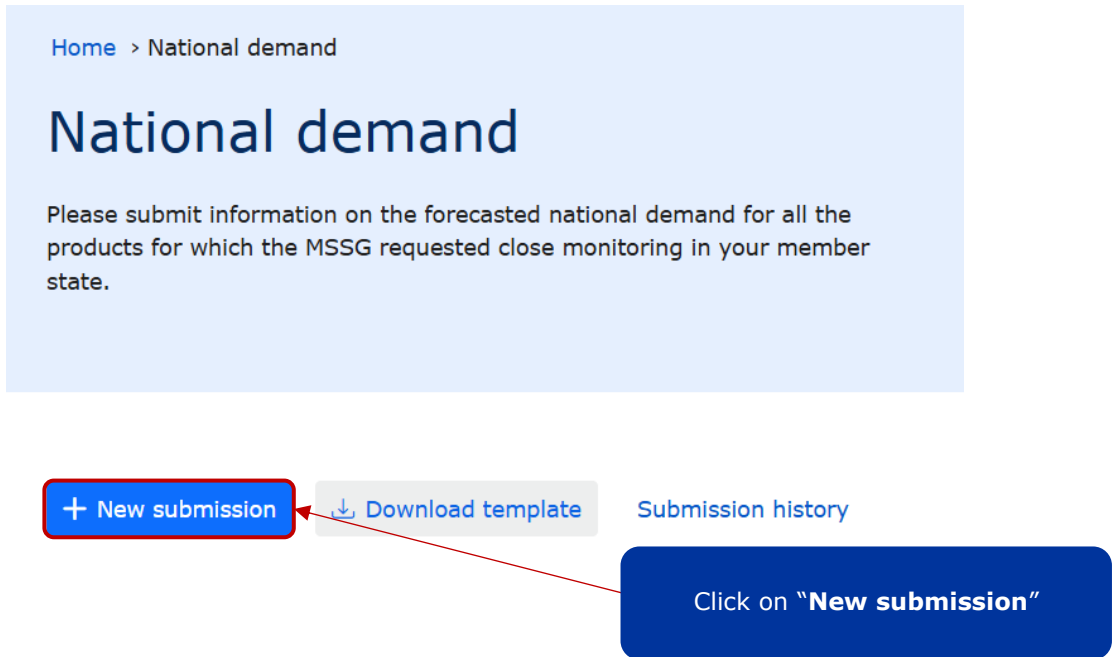 Home › National demand
National demand
Please submit information on the forecasted national demand for all the
products for which the MSSG requested close monitoring in your member
state.
+ New submission
Download template
Submission history
Click on “New submission”